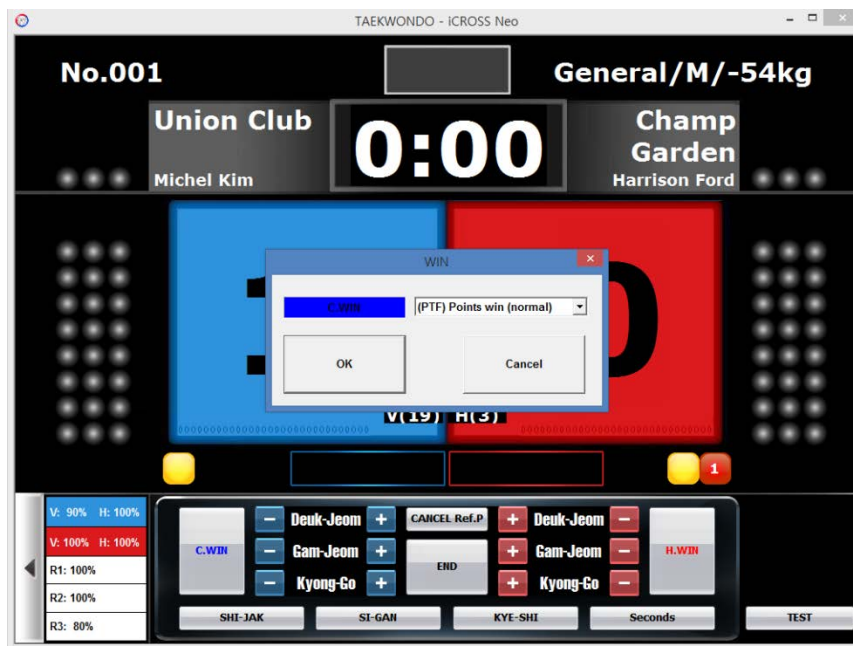 TAEKWONDO - iCROSS Neo
No.001
General/M/-54kg
Union Club
Michel Kim
0:00
Champ
Garden
Harrison Ford
WIN
C.WIN
(PTF) Points win (normal)
OK
Cancel
0
V(19) H(3)
1
V: 90% H: 100%
V: 100% H: 100%
R1: 100%
R2: 100%
R3: 80%
C.WIN
- Deuk-Jeom +
CANCEL Ref.P
+ Deuk-Jeom -
H.WIN
- Gam-Jeom +
END
+ Gam-Jeom -
- Kyong-Go +
+ Kyong-Go -
SHI-JAK
SI-GAN
KYE-SHI
Seconds
TEST